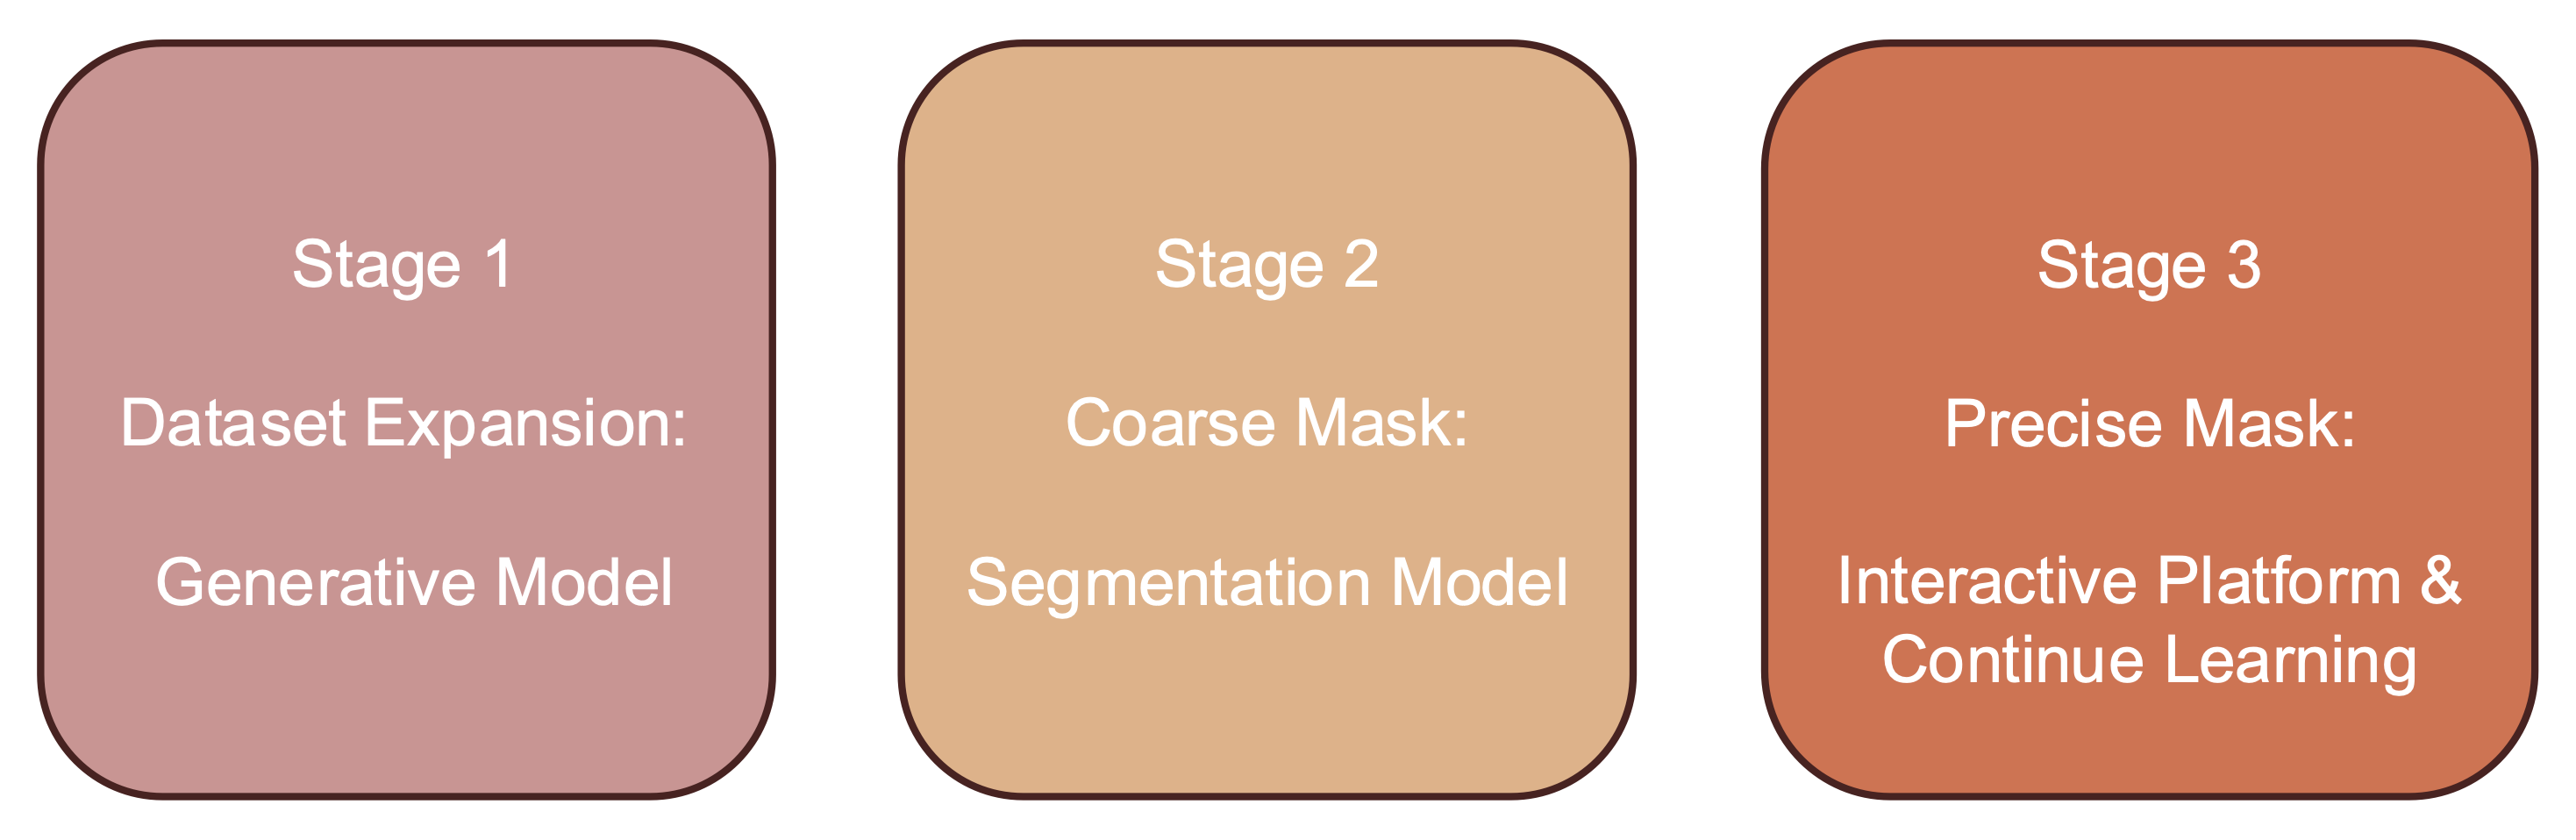 Stage 1
Dataset Expansion:
Generative Model
Stage 2
Coarse Mask:
Segmentation Model
Stage 3
Precise Mask:
Interactive Platform &
Continue Learning